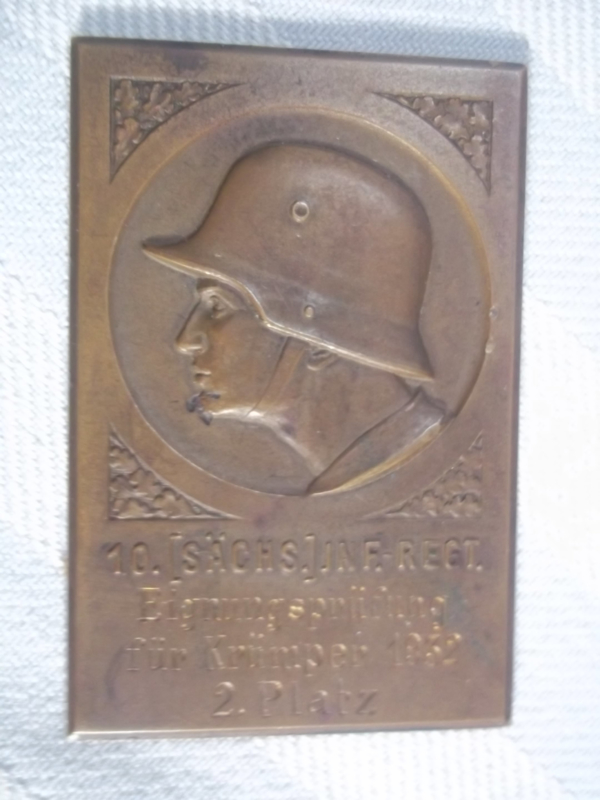 10. [SÄCHS.] INF.-REGT.
Eignungsprüfung
für Krümper 1932
2. Platz